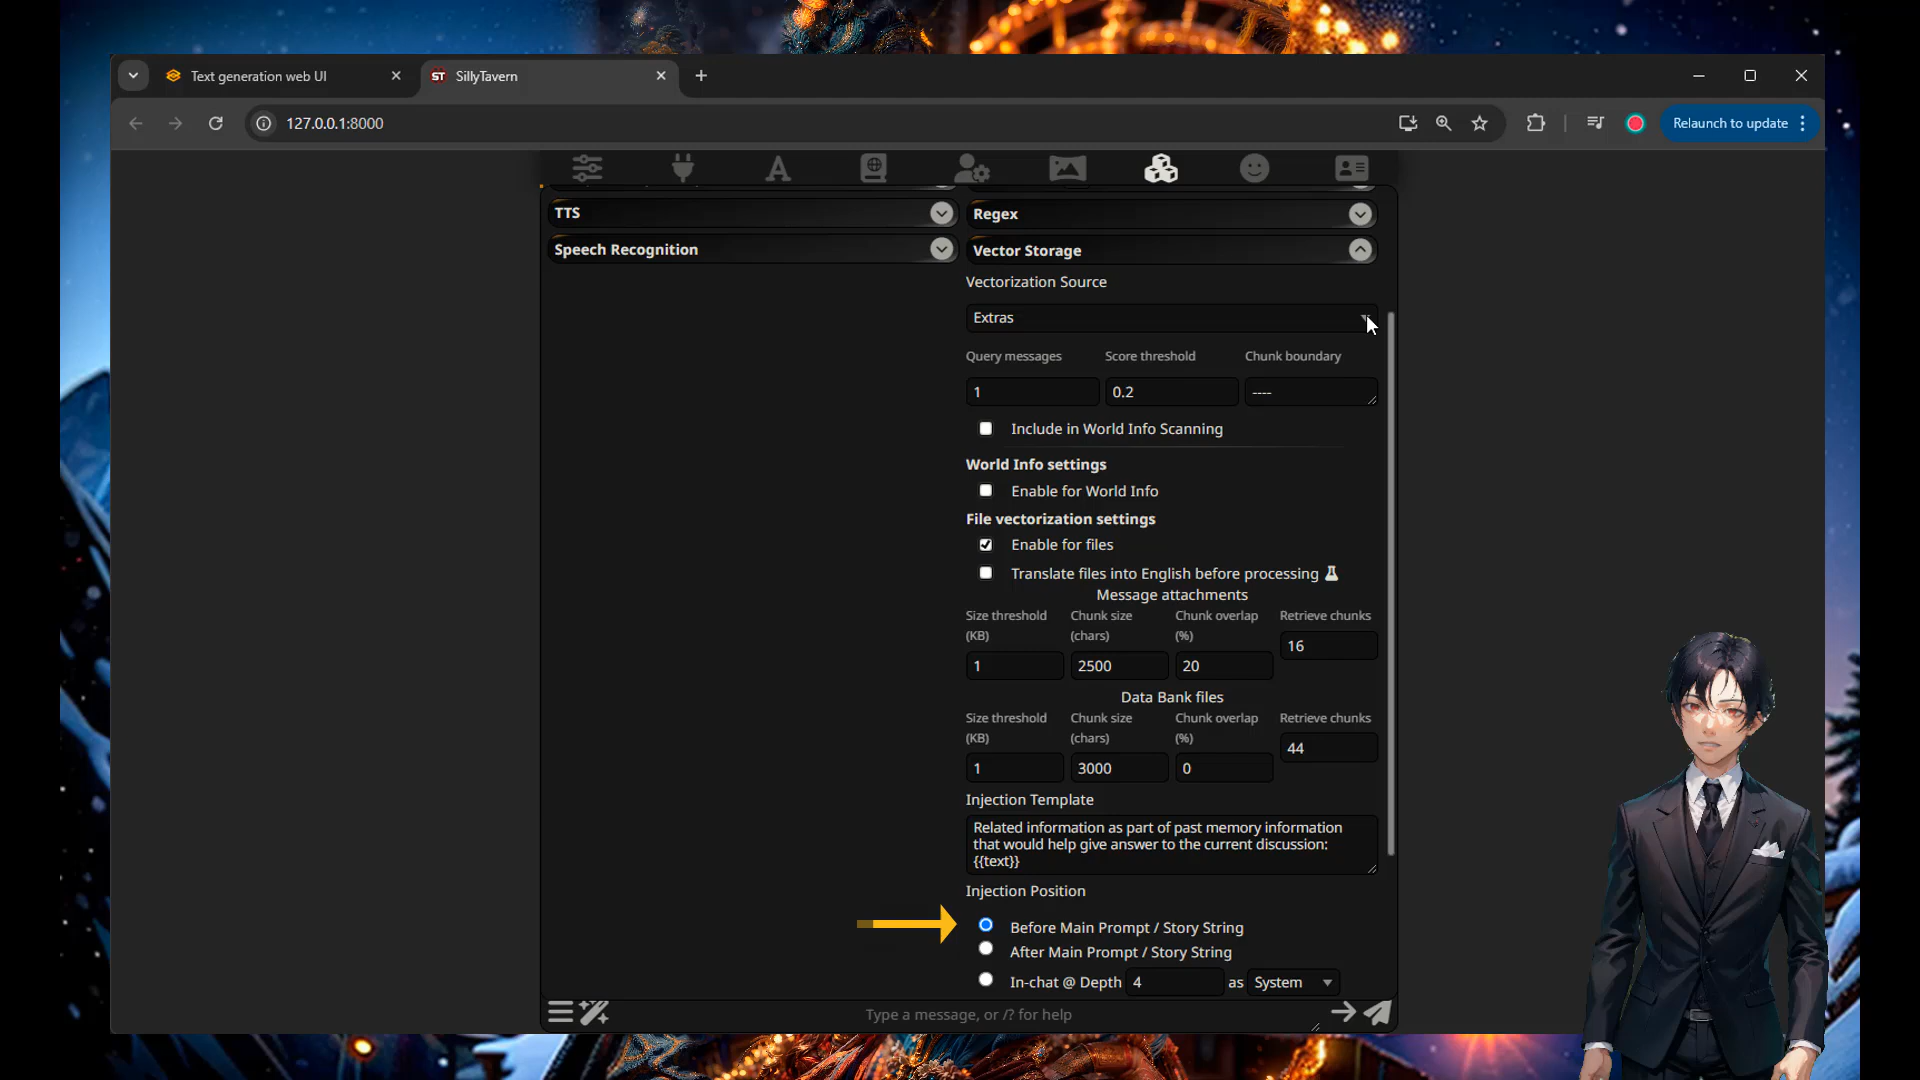 Text generation web UI
ST
SillyTavern
127.0.0.1:8000
Relaunch to update
TTS
Regex
Speech Recognition
Vector Storage
Vectorization Source
Extras
Query messages
Score threshold
Chunk boundary
1
0.2
----
Include in World Info Scanning
World Info settings
Enable for World Info
File vectorization settings
Enable for files
Translate files into English before processing
Message attachments
Size threshold (KB)
Chunk size (chars)
Chunk overlap (%)
Retrieve chunks
1
2500
20
16
Data Bank files
Size threshold (KB)
Chunk size (chars)
Chunk overlap (%)
Retrieve chunks
1
3000
0
44
Injection Template
Related information as part of past memory information
that would help give answer to the current discussion:
{{text}}
Injection Position
Before Main Prompt / Story String
After Main Prompt / Story String
In-chat @ Depth 4 as System
Type a message, or /? for help